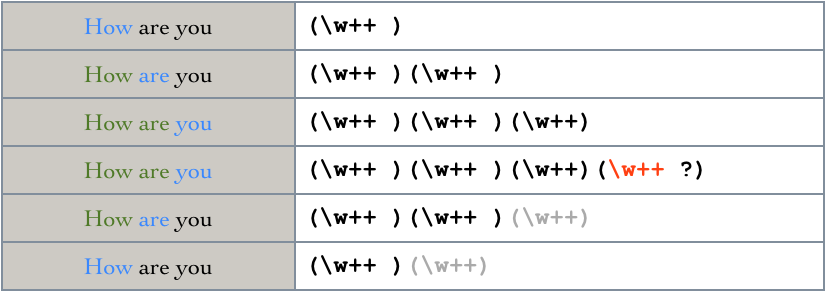 How are you (\w++ )
How are you (\w++ )(\w++ )
How are you (\w++ )(\w++ )(\w++)
How are you (\w++ )(\w++ )(\w++)(\w++ ?)
How are you (\w++ )(\w++ )(\w++)
How are you (\w++ )(\w++)